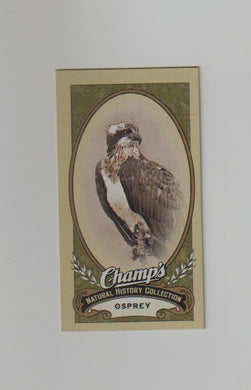 Champ's
NATURAL HISTORY COLLECTION
OSPREY